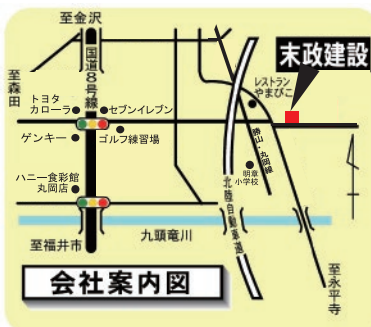 至金沢
国道8号線
末政建設
至森田
レストラン
やまびこ
トヨタ
カローラ
セブンイレブン
ゲンキー
ゴルフ練習場
勝山・丸岡線
明章
小学校
ハニー食彩館
丸岡店
北陸自動車道
至福井市
九頭竜川
会社案内図
至永平寺